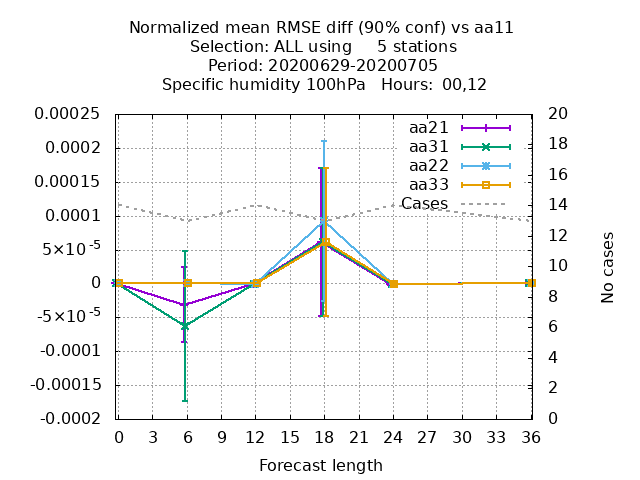 Normalized mean RMSE diff (90% conf) vs aa11
Selection: ALL using     5 stations
Period: 20200629-20200705
Specific humidity 100hPa   Hours: 00,12
0.00025
0.0002
0.00015
0.0001
5×10^-5
0
-5×10^-5
-0.0001
-0.00015
-0.0002
aa21
aa31
aa22
aa33
Cases
20
18
16
14
12
10
8
6
4
2
0
No cases
0 3 6 9 12 15 18 21 24 27 30 33 36
Forecast length